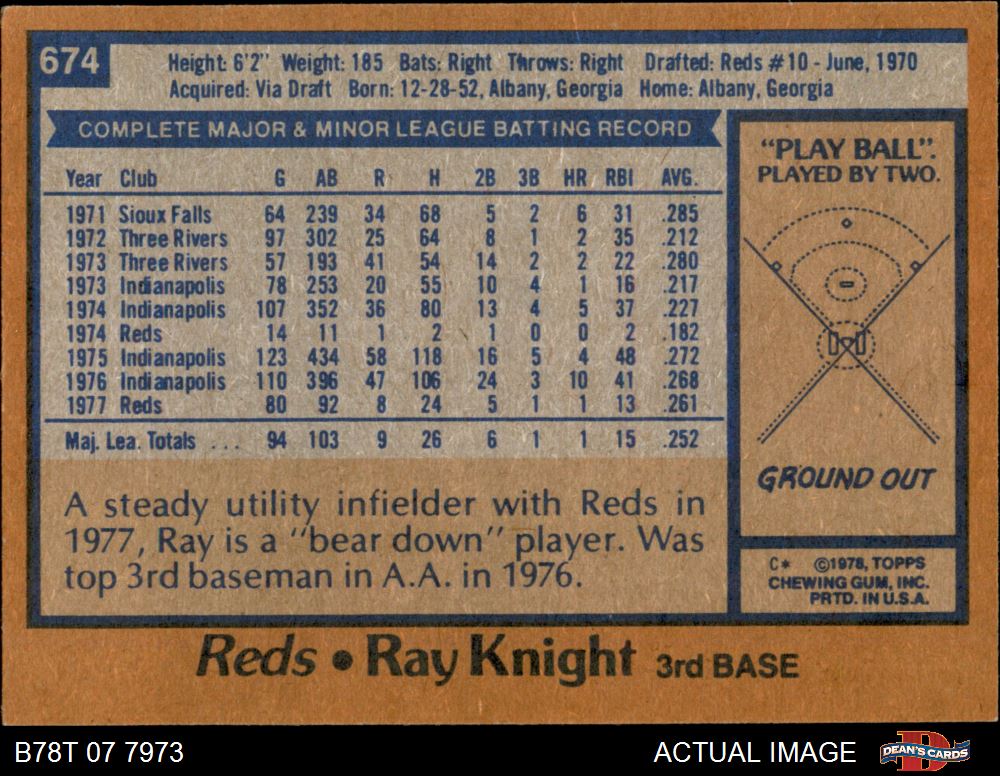 674
Height: 6'2" Weight: 185 Bats: Right Throws: Right Drafted: Reds #10 - June, 1970
Acquired: Via Draft Born: 12-28-52, Albany, Georgia Home: Albany, Georgia
COMPLETE MAJOR & MINOR LEAGUE BATTING RECORD
Year Club G AB R H 2B 3B HR RBI AVG.
1971 Sioux Falls 64 239 34 68 5 2 6 31 .285
1972 Three Rivers 97 302 25 64 8 1 2 35 .212
1973 Three Rivers 57 193 41 54 14 2 2 22 .280
1973 Indianapolis 78 253 20 55 10 4 1 16 .217
1974 Indianapolis 107 352 36 80 13 4 5 37 .227
1974 Reds 14 11 1 2 1 0 0 2 .182
1975 Indianapolis 123 434 58 118 16 5 4 48 .272
1976 Indianapolis 110 396 47 106 24 3 10 41 .268
1977 Reds 80 92 8 24 5 1 1 13 .261
Maj. Lea. Totals ... 94 103 9 26 6 1 1 15 .252
A steady utility infielder with Reds in
1977, Ray is a "bear down" player. Was
top 3rd baseman in A.A. in 1976.
"PLAY BALL".
PLAYED BY TWO.
GROUND OUT
C* ©1978, TOPPS
CHEWING GUM, INC.
PRTD. IN U.S.A.
Reds • Ray Knight 3rd BASE
B78T 07 7973
ACTUAL IMAGE
D
DEAN'S CARDS